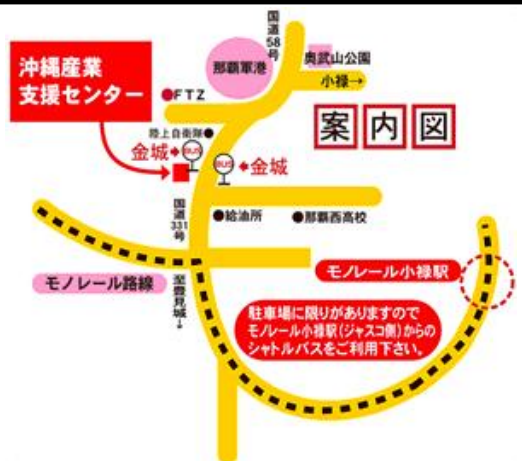 国道58号
奥武山公園
那覇軍港
小禄→
沖縄産業
支援センター
●FTZ
案内図
陸上自衛隊●
金城→
BUS
BUS
←金城
国道331号
●給油所
●那覇西高校
モノレール小禄駅
モノレール路線
至豊見城→
駐車場に限りがありますので
モノレール小禄駅(ジャスコ側)からの
シャトルバスをご利用下さい。